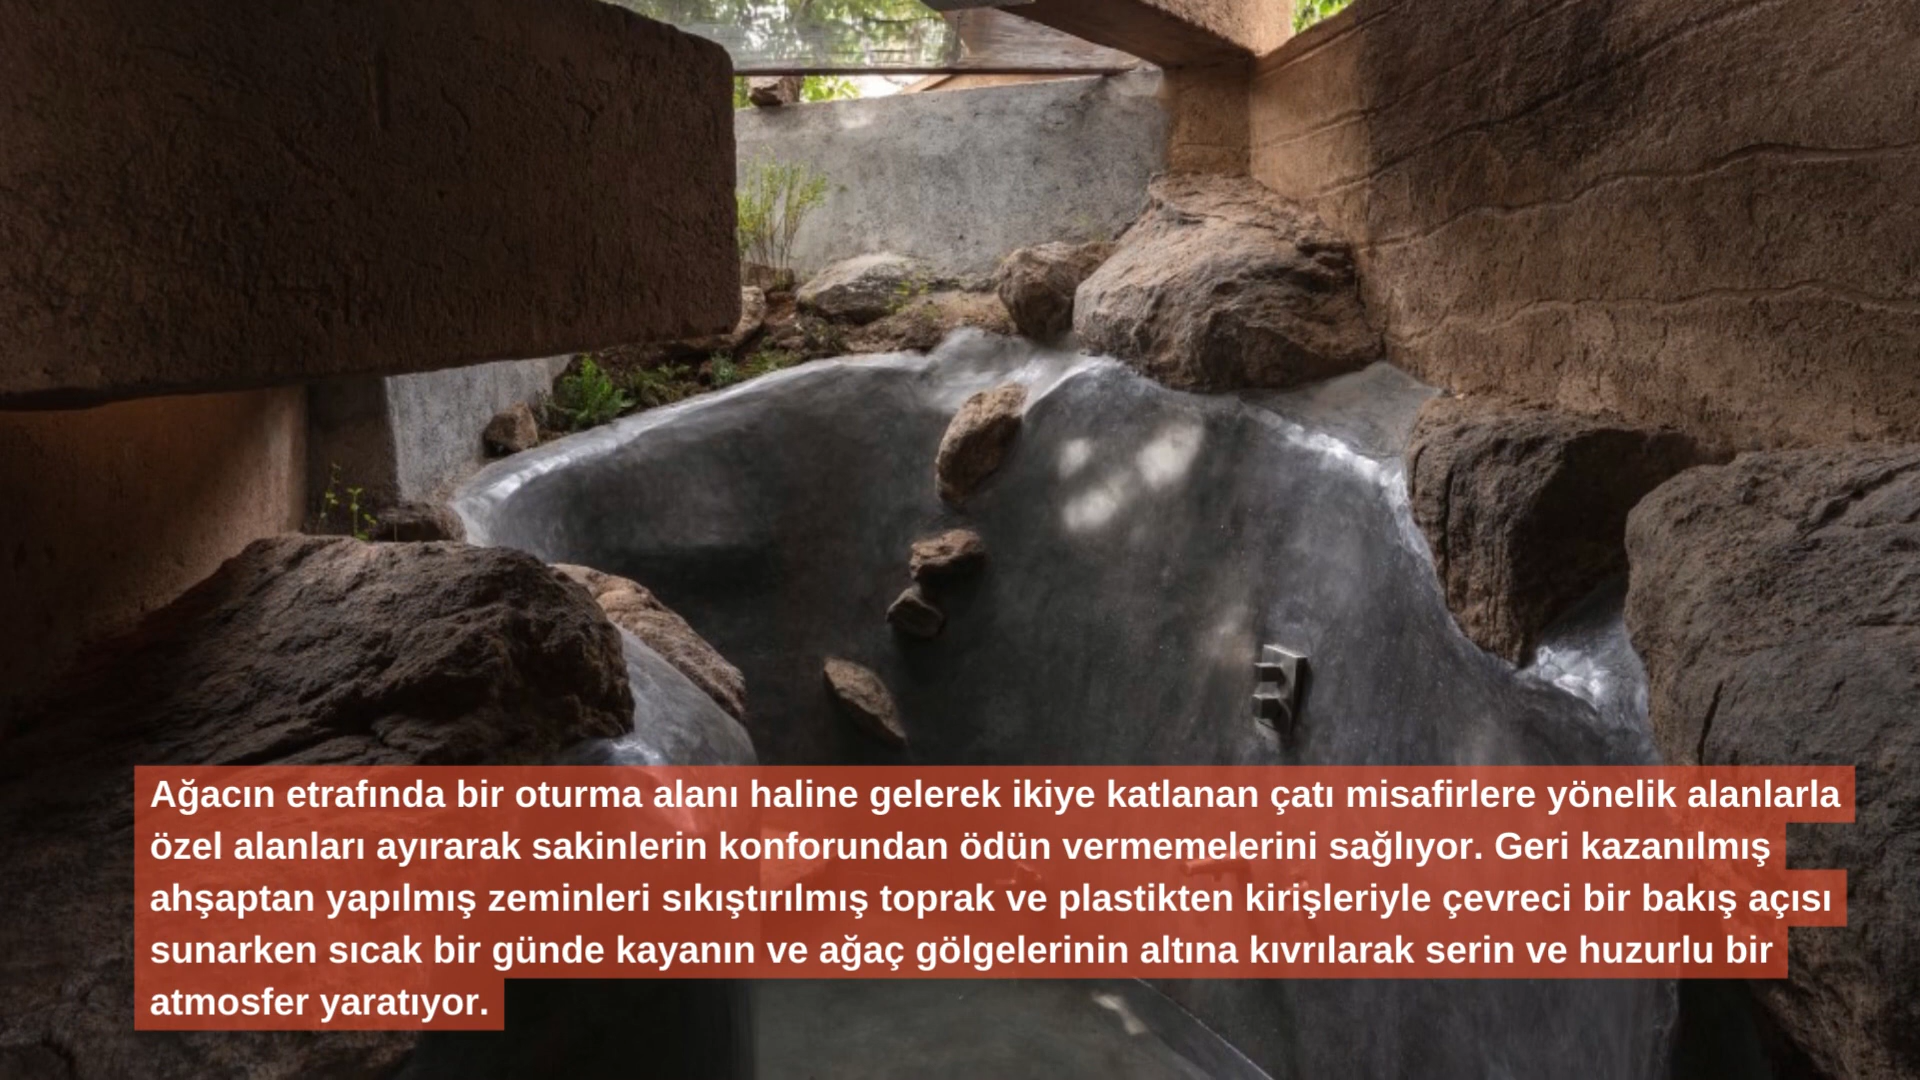 Ağacın etrafında bir oturma alanı haline gelerek ikiye katlanan çatı misafirlere yönelik alanlarla
özel alanları ayırarak sakinlerin konforundan ödün vermemelerini sağlıyor. Geri kazanılmış
ahşaptan yapılmış zeminleri sıkıştırılmış toprak ve plastikten kirişleriyle çevreci bir bakış açısı
sunarken sıcak bir günde kayanın ve ağaç gölgelerinin altına kıvrılarak serin ve huzurlu bir
atmosfer yaratıyor.